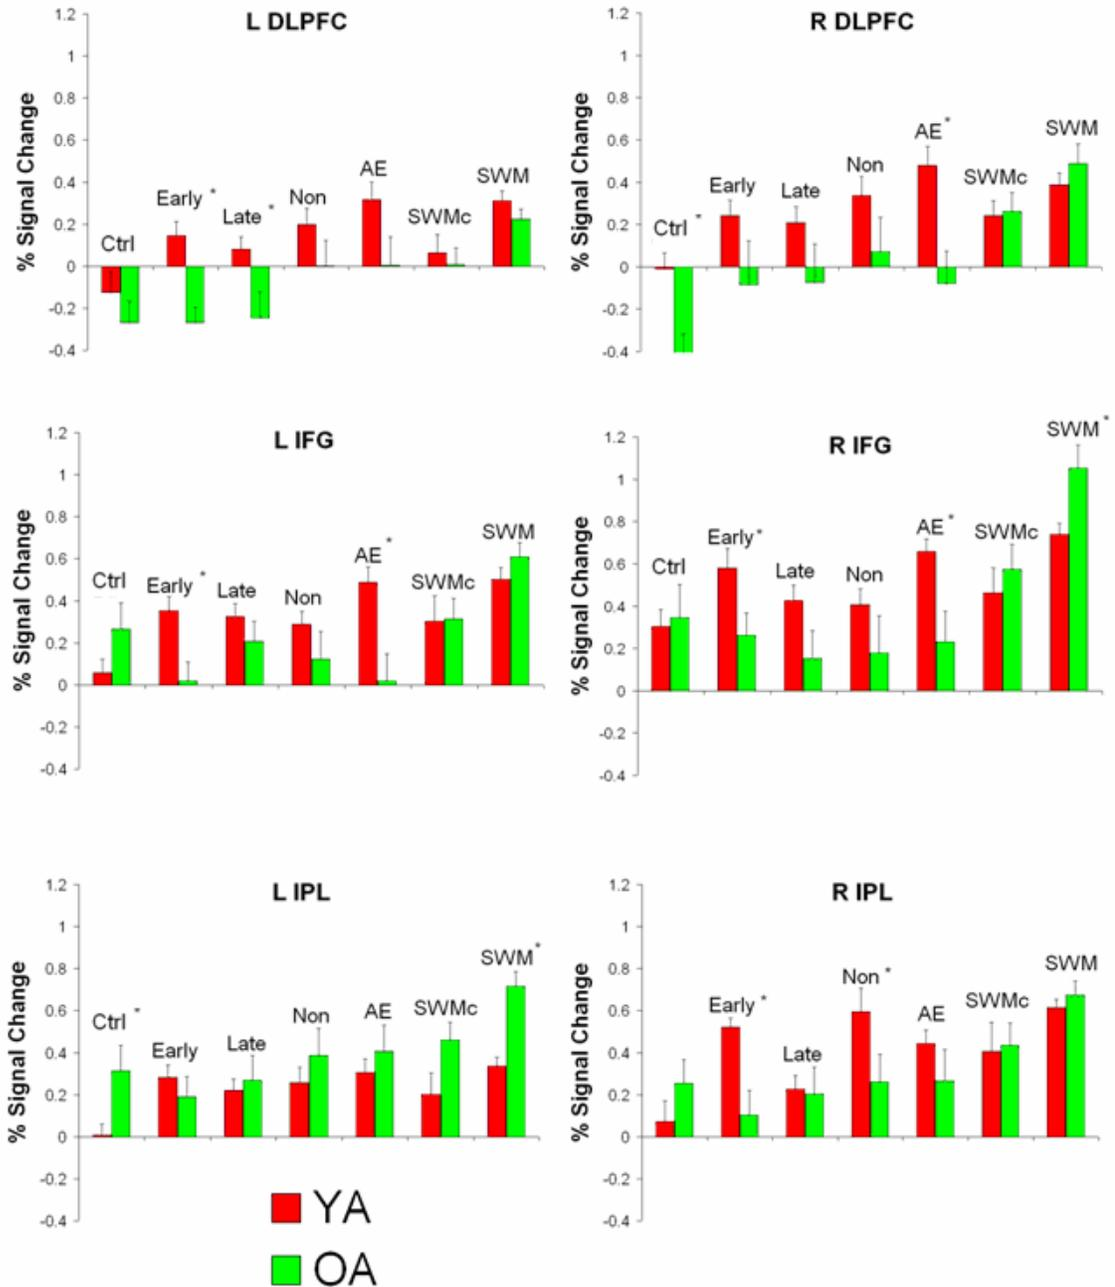 L DLPFC
% Signal Change
1.2
1
0.8
0.6
0.4
0.2
0
-0.2
-0.4
Ctrl
Early *
Late *
Non
AE
SWMc
SWM
R DLPFC
% Signal Change
1.2
1
0.8
0.6
0.4
0.2
0
-0.2
-0.4
Ctrl *
Early
Late
Non
AE *
SWMc
SWM
L IFG
% Signal Change
1.2
1
0.8
0.6
0.4
0.2
0
-0.2
-0.4
Ctrl
Early *
Late
Non
AE *
SWMc
SWM
R IFG
% Signal Change
1.2
1
0.8
0.6
0.4
0.2
0
-0.2
-0.4
Ctrl
Early *
Late
Non
AE *
SWMc
SWM *
L IPL
% Signal Change
1.2
1
0.8
0.6
0.4
0.2
0
-0.2
-0.4
Ctrl *
Early
Late
Non
AE
SWMc
SWM *
R IPL
% Signal Change
1.2
1
0.8
0.6
0.4
0.2
0
-0.2
-0.4
Early *
Late
Non *
AE
SWMc
SWM
YA
OA